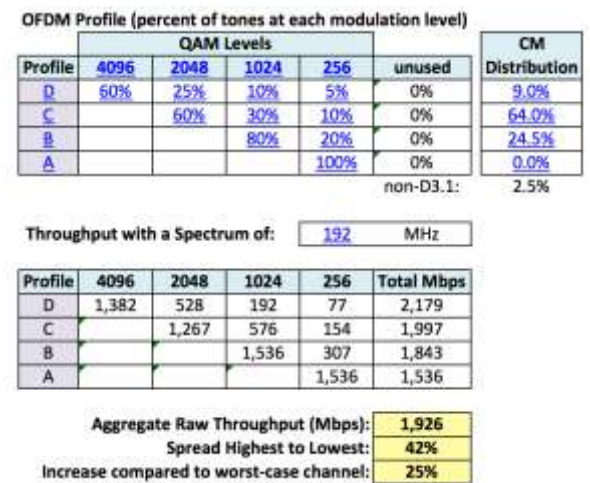 OFDM Profile (percent of tones at each modulation level)
QAM Levels CM
Profile 4096 2048 1024 256 unused Distribution
D 60% 25% 10% 5% 0% 9.0%
C 60% 30% 10% 0% 64.0%
B 80% 20% 0% 24.5%
A 100% 0% 0.0%
non-D3.1: 2.5%
Throughput with a Spectrum of: 192 MHz
Profile 4096 2048 1024 256 Total Mbps
D 1,382 528 192 77 2,179
C 1,267 576 154 1,997
B 1,536 307 1,843
A 1,536 1,536
Aggregate Raw Throughput (Mbps): 1,926
Spread Highest to Lowest: 42%
Increase compared to worst-case channel: 25%